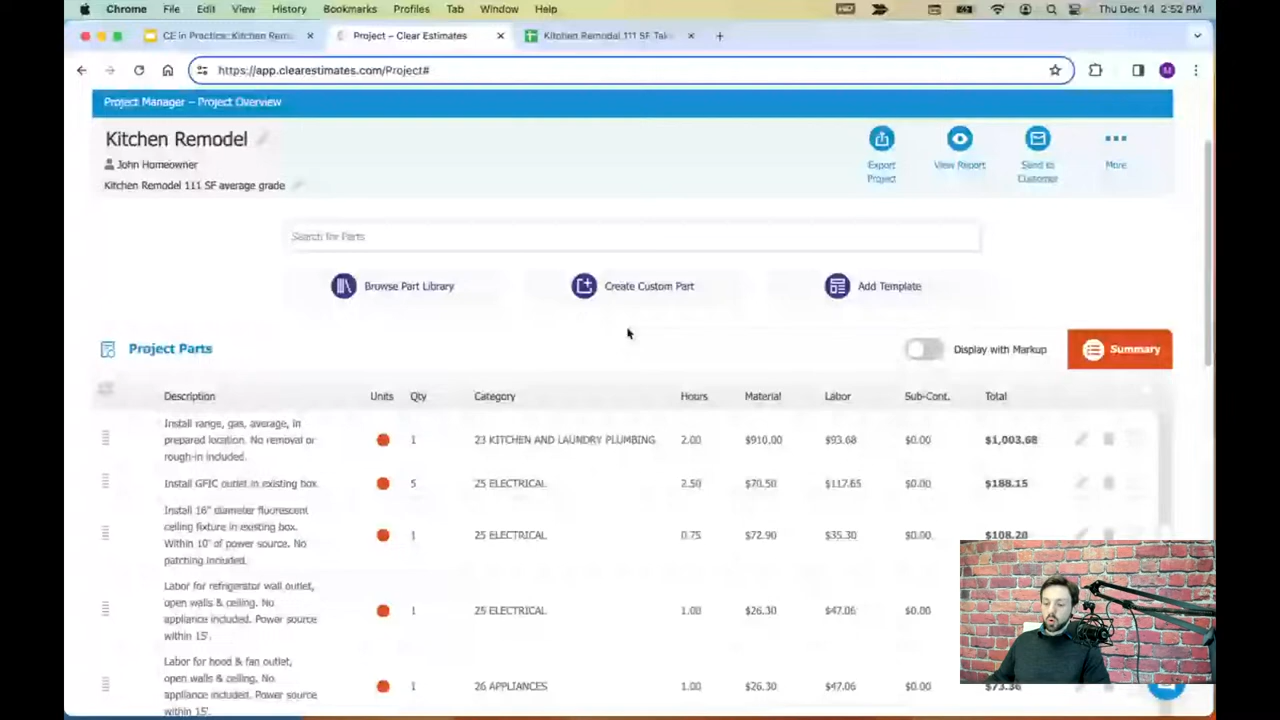 Chrome File Edit View History Bookmarks Profiles Tab Window Help Thu Dec 14 2:52 PM
CE in Practice: Kitchen Rem Project – Clear Estimates Kitchen Remodel 111 SF Tak
https://app.clearestimates.com/Project#
Project Manager – Project Overview
Kitchen Remodel
John Homeowner
Kitchen Remodel 111 SF average grade
Export
Project
View Report
Send to
Customer
More
Search for Parts
Browse Part Library Create Custom Part Add Template
Project Parts Display with Markup Summary
Description Units Qty Category Hours Material Labor Sub-Cont. Total
Install range, gas, average, in
prepared location. No removal or
rough-in included.
1 23 KITCHEN AND LAUNDRY PLUMBING 2.00 $910.00 $93.68 $0.00 $1,003.68
Install GFIC outlet in existing box. 5 25 ELECTRICAL 2.50 $70.50 $117.65 $0.00 $188.15
Install 16" diameter fluorescent
ceiling fixture in existing box.
Within 10' of power source. No
patching included.
1 25 ELECTRICAL 0.75 $72.90 $35.30 $0.00 $108.20
Labor for refrigerator wall outlet,
open walls & ceiling. No
appliance included. Power source
within 15'.
1 25 ELECTRICAL 1.00 $26.30 $47.06 $0.00
Labor for hood & fan outlet,
open walls & ceiling. No
appliance included. Power source
within 15'.
1 26 APPLIANCES 1.00 $26.30 $47.06 $0.00 $73.36